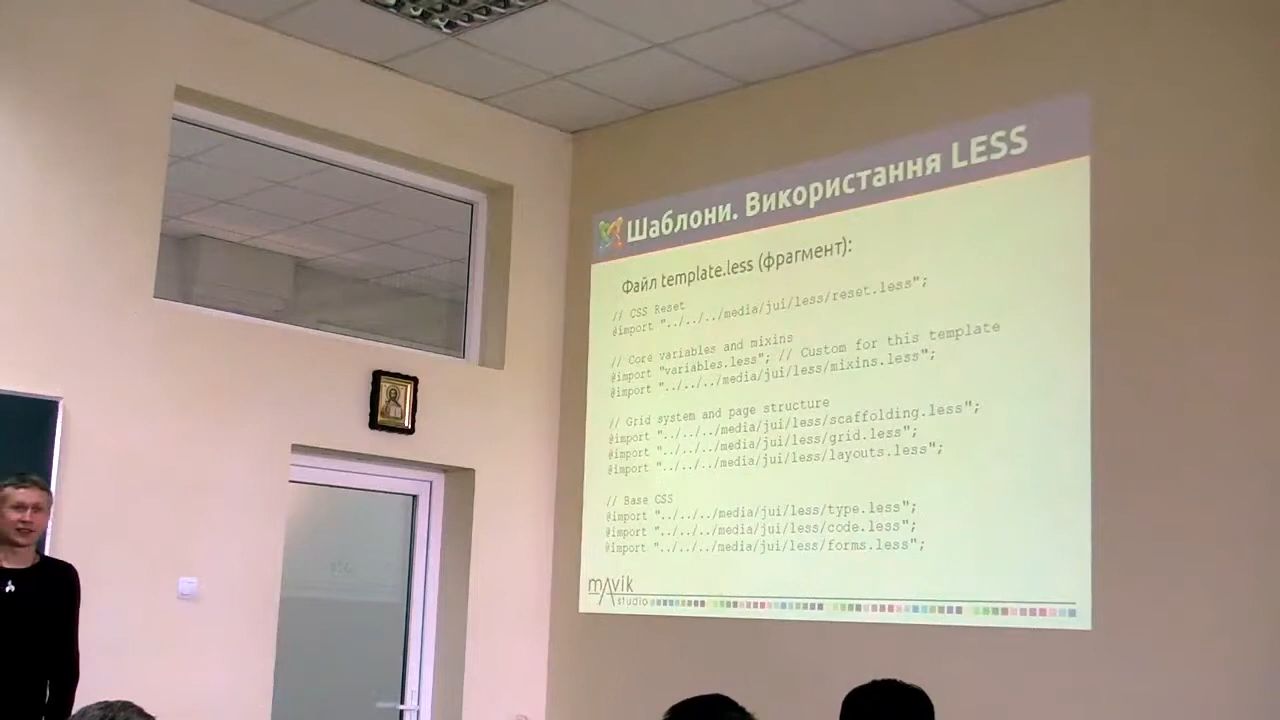 Шаблони. Використання LESS
Файл template.less (фрагмент):
// CSS Reset
@import "../../../media/jui/less/reset.less";
// Core variables and mixins
@import "variables.less"; // Custom for this template
@import "../../../media/jui/less/mixins.less";
// Grid system and page structure
@import "../../../media/jui/less/scaffolding.less";
@import "../../../media/jui/less/grid.less";
@import "../../../media/jui/less/layouts.less";
// Base CSS
@import "../../../media/jui/less/type.less";
@import "../../../media/jui/less/code.less";
@import "../../../media/jui/less/forms.less";
mavik
studio